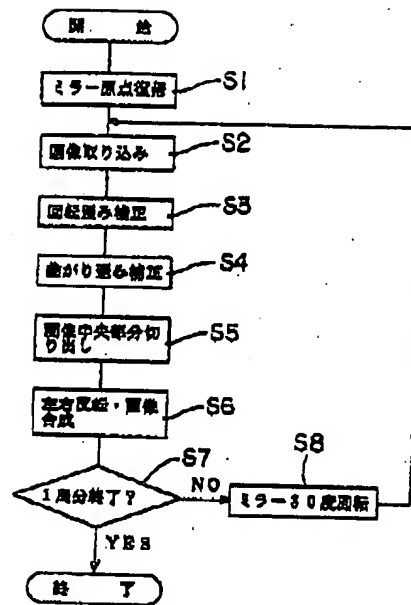 開 始
ミラー原点復帰
S1
画像取り込み
S2
回転歪み補正
S3
曲がり歪み補正
S4
画像中央部分切
り出し
S5
左右反転・画像
合成
S6
1周分終了?
S7
NO
YES
ミラー30度回転
S8
終 了